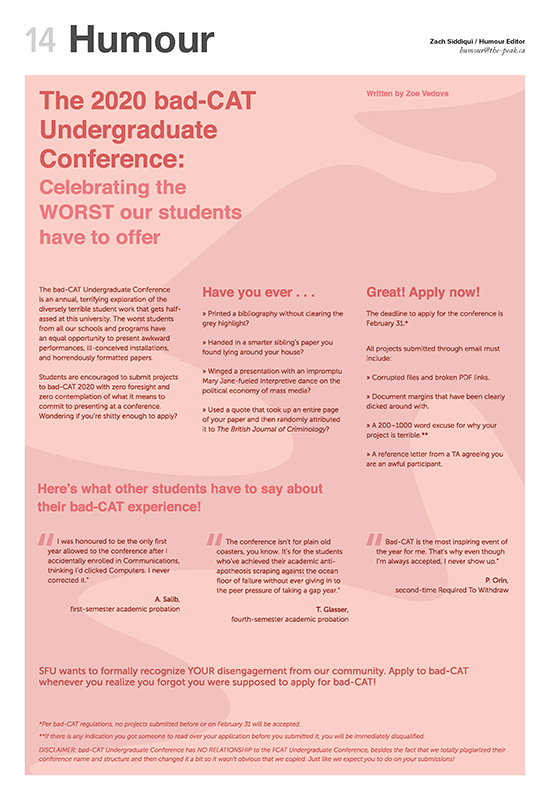 14 Humour
Zach Siddiqui / Humour Editor
humour@the-peak.ca
The 2020 bad-CAT
Undergraduate
Conference:
Celebrating the
WORST our students
have to offer
Written by Zoe Vedova
The bad-CAT Undergraduate Conference
is an annual, terrifying exploration of the
diversely terrible student work that gets half-
assed at this university. The worst students
from all our schools and programs have
an equal opportunity to present awkward
performances, ill-conceived installations,
and horrendously formatted papers.
Students are encouraged to submit projects
to bad-CAT 2020 with zero foresight and
zero contemplation of what it means to
commit to presenting at a conference.
Wondering if you're shitty enough to apply?
Have you ever . . .
» Printed a bibliography without clearing the
grey highlight?
» Handed in a smarter sibling's paper you
found lying around your house?
» Winged a presentation with an impromptu
Mary Jane-fueled interpretive dance on the
political economy of mass media?
» Used a quote that took up an entire page
of your paper and then randomly attributed
it to The British Journal of Criminology?
Great! Apply now!
The deadline to apply for the conference is
February 31.*
All projects submitted through email must
include:
» Corrupted files and broken PDF links.
» Document margins that have been clearly
dicked around with.
» A 200–1000 word excuse for why your
project is terrible.**
» A reference letter from a TA agreeing you
are an awful participant.
Here's what other students have to say about
their bad-CAT experience!
" I was honoured to be the only first
year allowed to the conference after I
accidentally enrolled in Communications,
thinking I'd clicked Computers. I never
corrected it."
A. Salib,
first-semester academic probation
" The conference isn't for plain old
coasters, you know. It's for the students
who've achieved their academic anti-
apotheosis scraping against the ocean
floor of failure without ever giving in to
the peer pressure of taking a gap year."
T. Glasser,
fourth-semester academic probation
" Bad-CAT is the most inspiring event of
the year for me. That's why even though
I'm always accepted, I never show up."
P. Orin,
second-time Required To Withdraw
SFU wants to formally recognize YOUR disengagement from our community. Apply to bad-CAT
whenever you realize you forgot you were supposed to apply for bad-CAT!
*Per bad-CAT regulations, no projects submitted before or on February 31 will be accepted.
**If there is any indication you got someone to read over your application before you submitted it, you will be immediately disqualified.
DISCLAIMER: bad-CAT Undergraduate Conference has NO RELATIONSHIP to the FCAT Undergraduate Conference, besides the fact that we totally plagiarized their
conference name and structure and then changed it a bit so it wasn't obvious that we copied. Just like we expect you to do on your submissions!